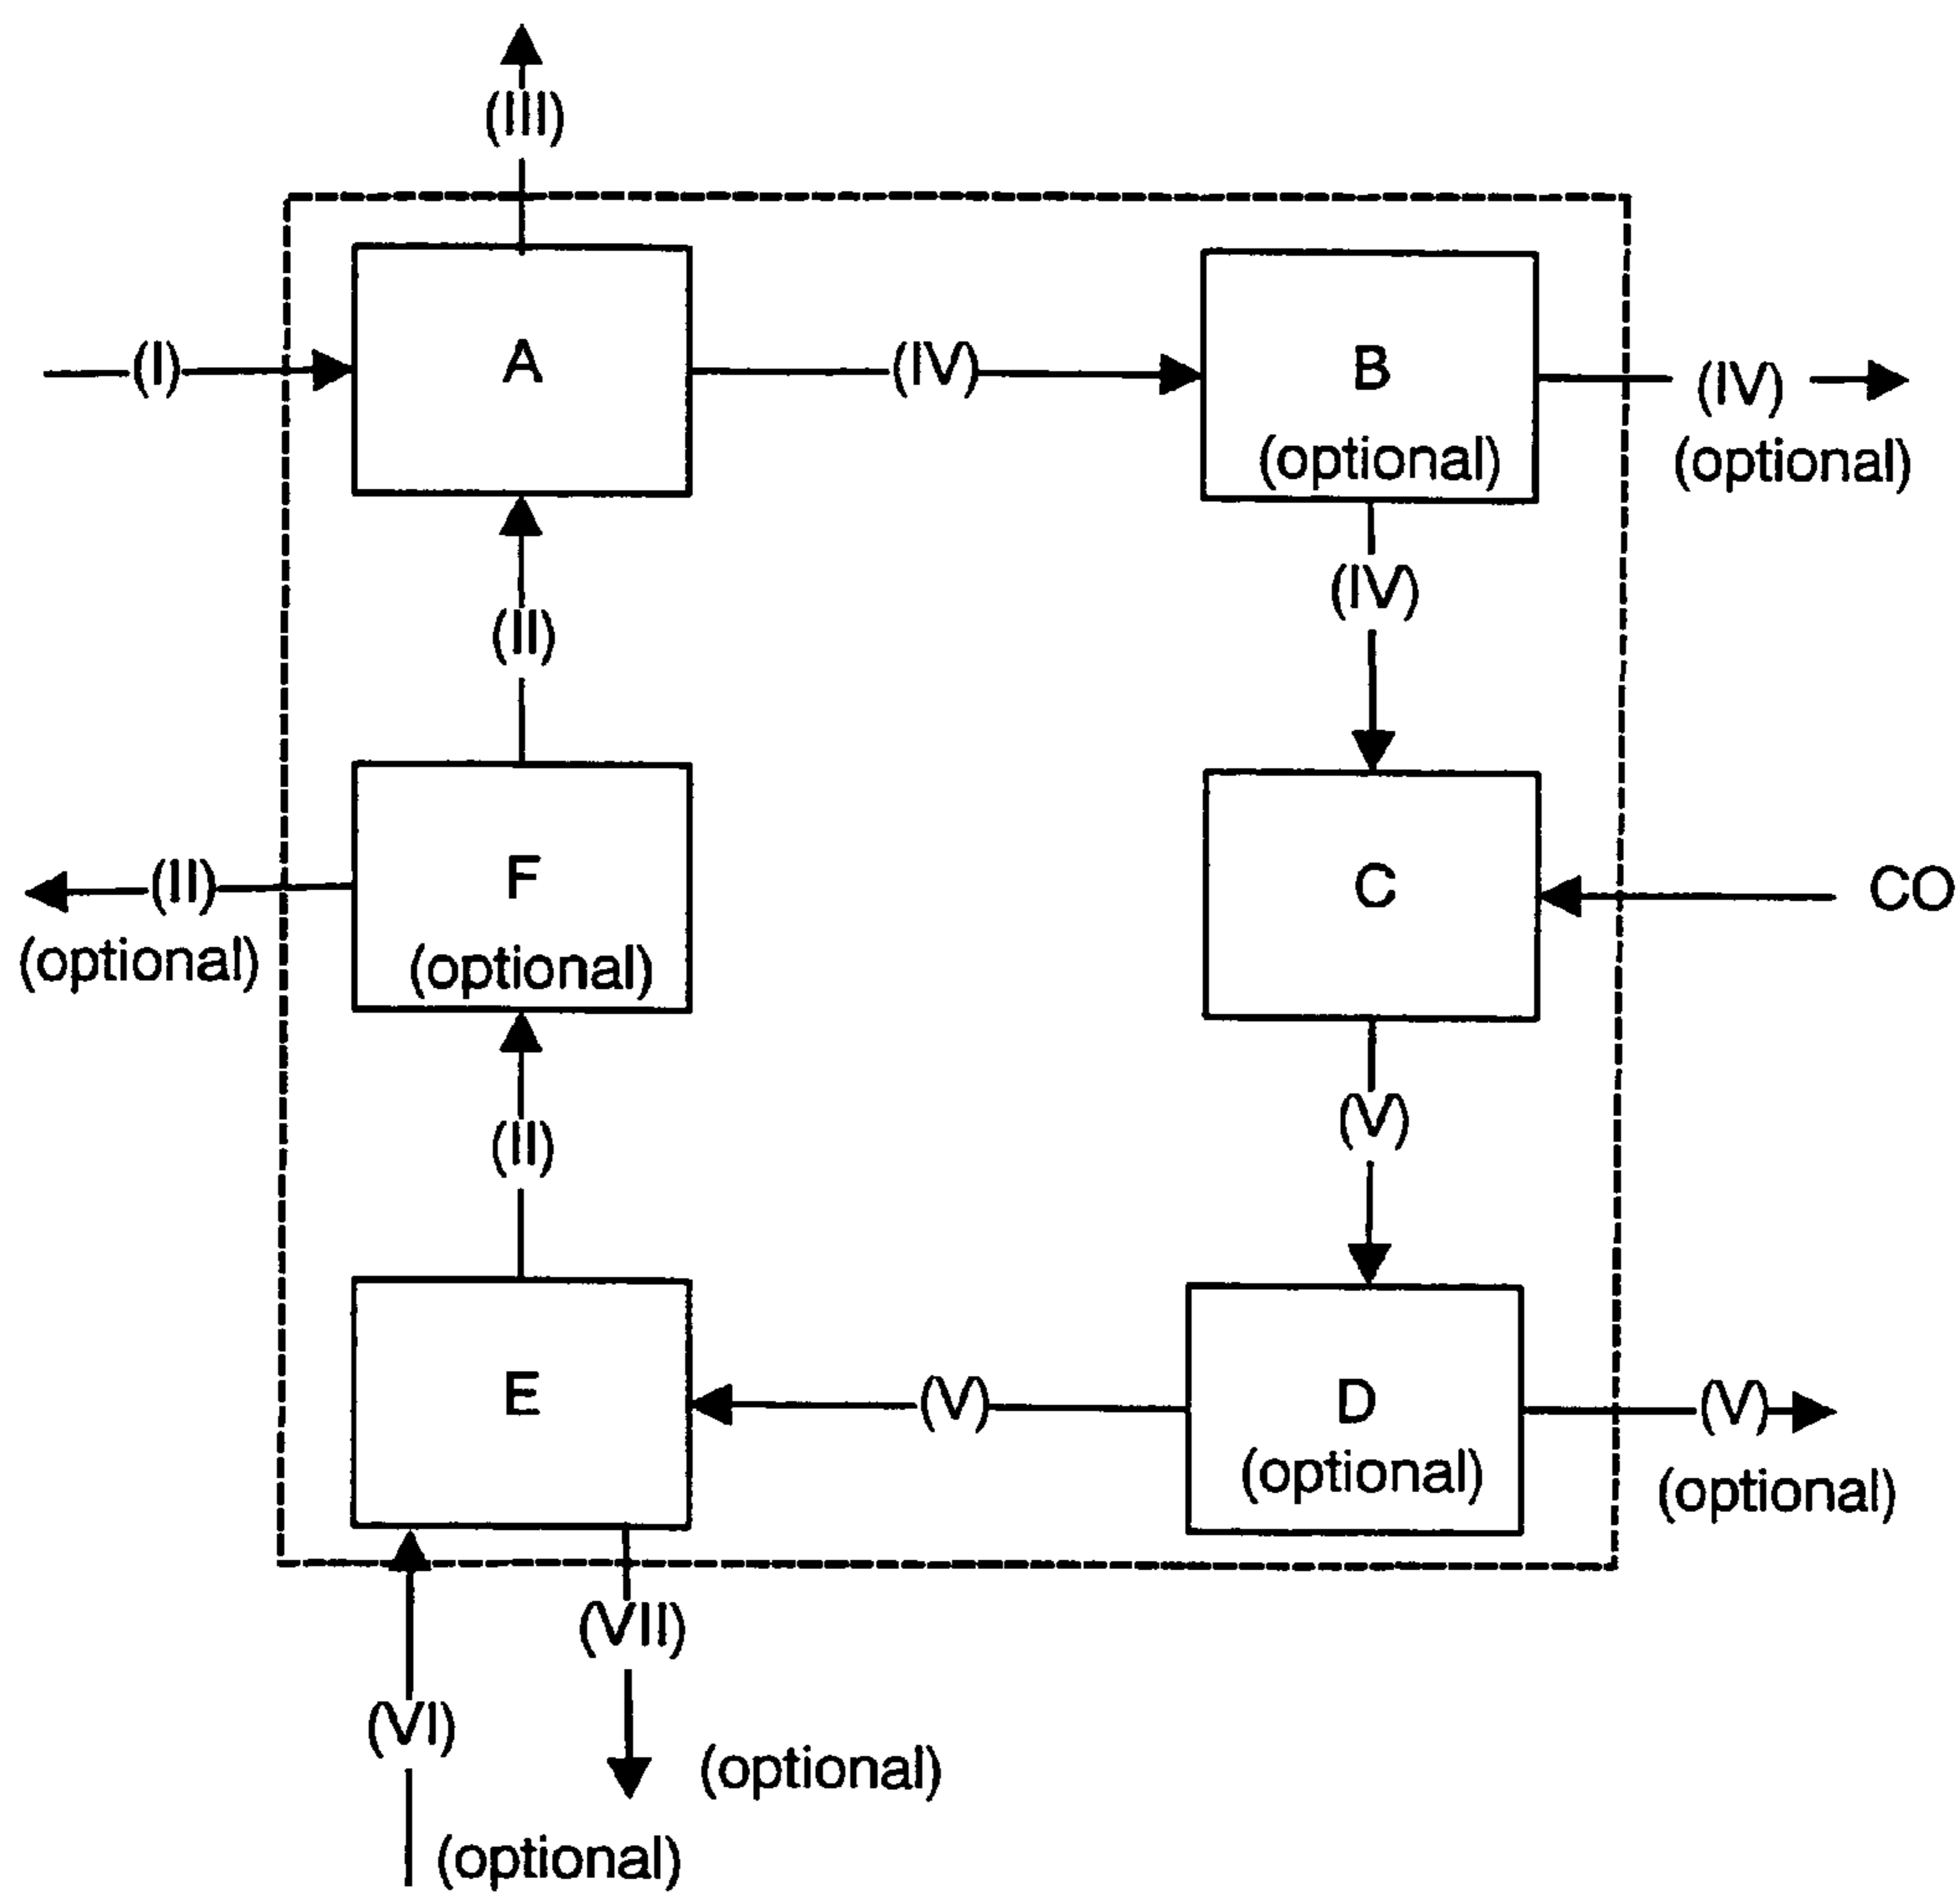 (III)
(I)
A
(IV)
B
(optional)
(IV)
(optional)
(II)
(IV)
(II)
(optional)
F
(optional)
C
CO
(II)
(V)
E
(V)
D
(optional)
(V)
(optional)
(VII)
(optional)
(VI)
(optional)